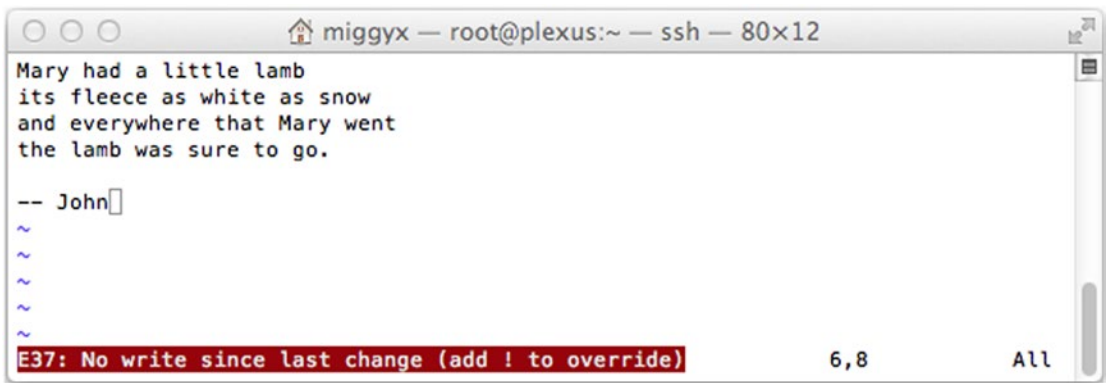 miggyx — root@plexus:~ — ssh — 80×12
Mary had a little lamb
its fleece as white as snow
and everywhere that Mary went
the lamb was sure to go.
-- John
~
~
~
~
~
E37: No write since last change (add ! to override) 6,8 All